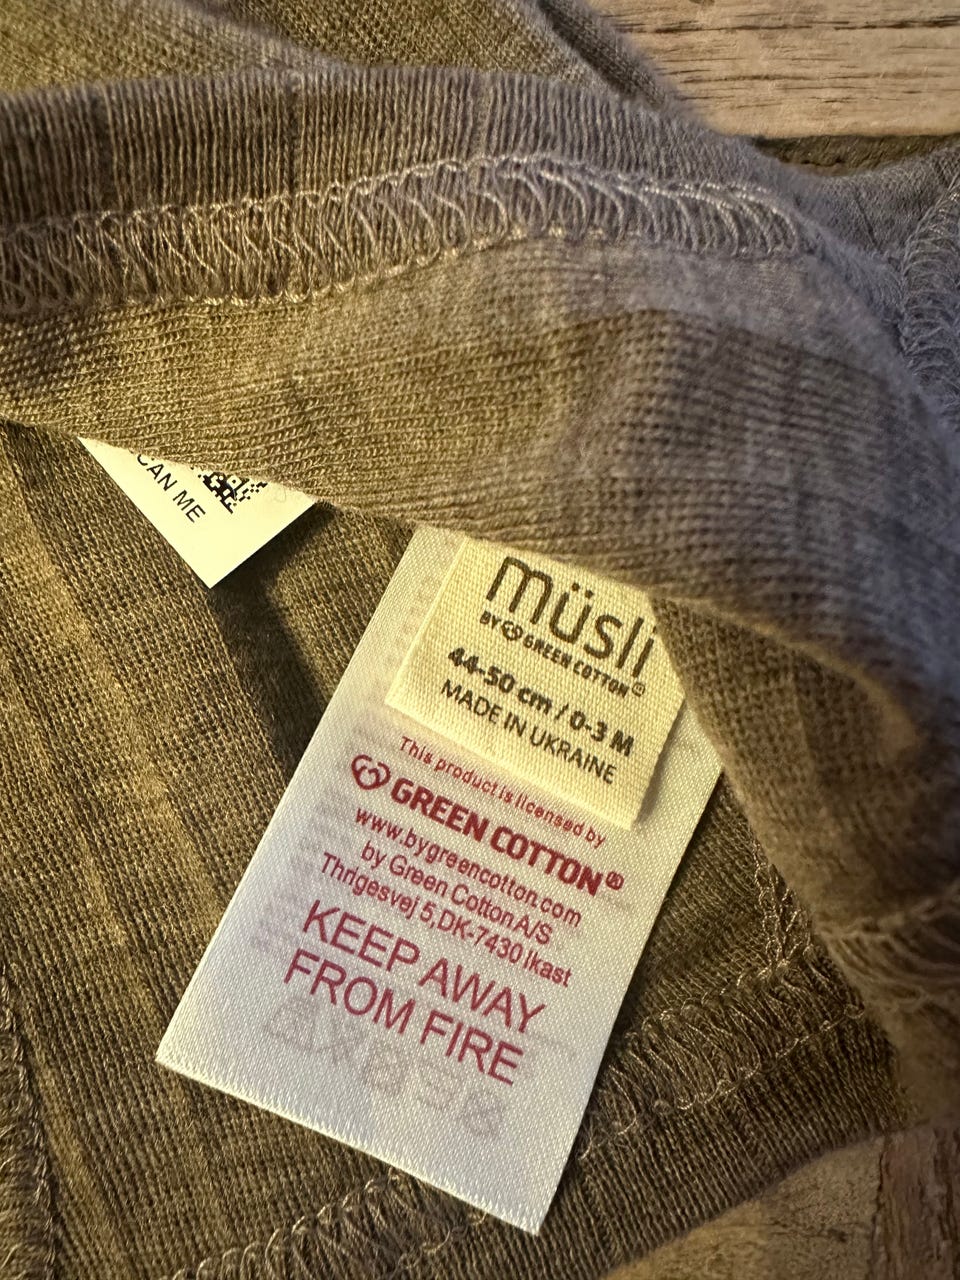 CAN ME
müsli
BY GREEN COTTON®
44-50 cm / 0-3 M
MADE IN UKRAINE
This product is licensed by
GREEN COTTON®
www.bygreencotton.com
by Green Cotton A/S
Thrigesvej 5, DK-7430 Ikast
KEEP AWAY
FROM FIRE